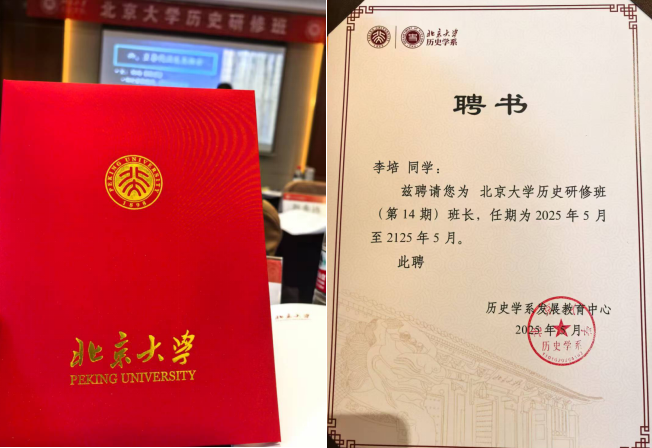 北京大学历史研修班
PEKING UNIVERSITY
1898
北京大学
PEKING UNIVERSITY
北京大学
历史学系
聘书
李培 同学：
兹聘请您为 北京大学历史研修班
（第14期）班长，任期为2025年5月
至2125年5月。
此聘
历史学系发展教育中心
2025年5月
历史学系